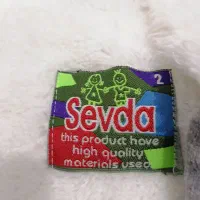 2
Sevda
this product have
high quality
materials used